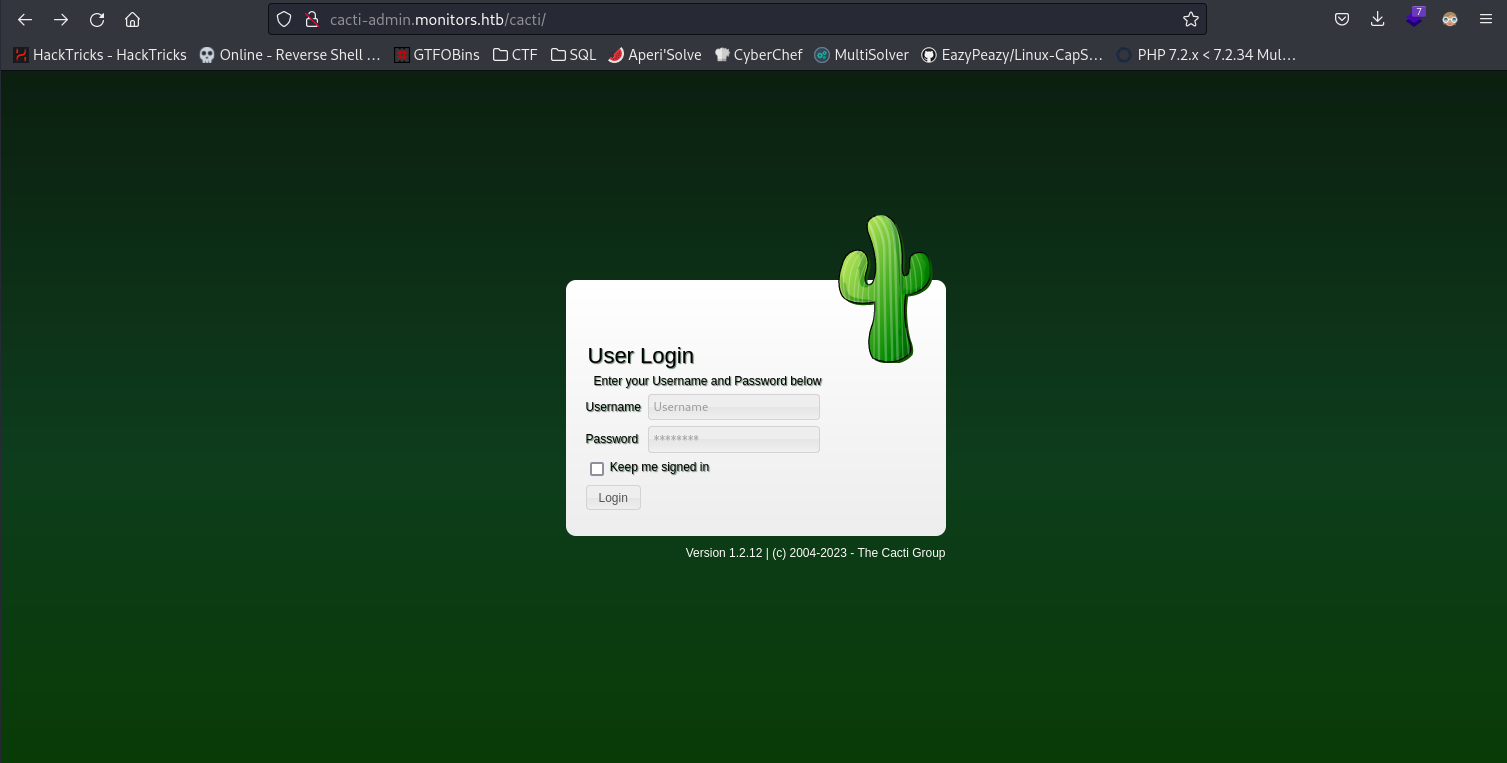 cacti-admin.monitors.htb/cacti/
7
HackTricks - HackTricks
Online - Reverse Shell …
GTFOBins
CTF
SQL
Aperi'Solve
CyberChef
MultiSolver
EazyPeazy/Linux-CapS…
PHP 7.2.x < 7.2.34 Mul…
User Login
Enter your Username and Password below
Username
Username
Password
********
Keep me signed in
Login
Version 1.2.12 | (c) 2004-2023 - The Cacti Group